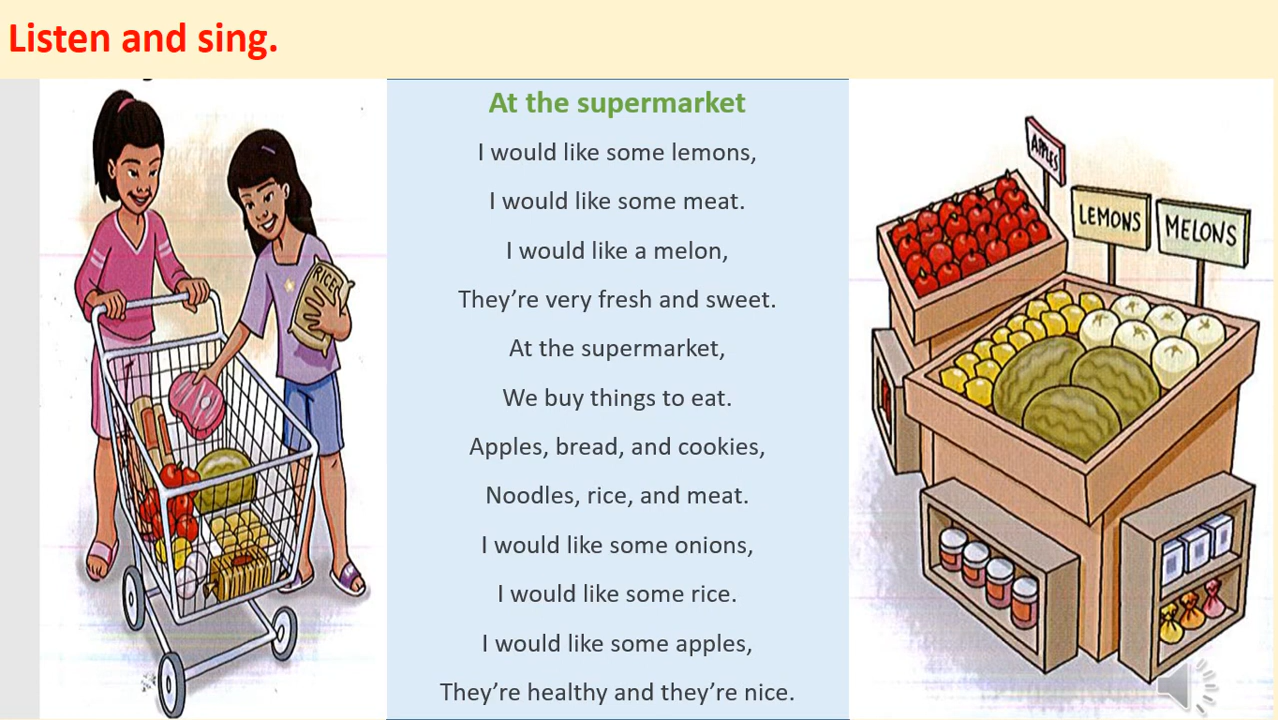 Listen and sing.
At the supermarket
I would like some lemons,
I would like some meat.
I would like a melon,
They’re very fresh and sweet.
At the supermarket,
We buy things to eat.
Apples, bread, and cookies,
Noodles, rice, and meat.
I would like some onions,
I would like some rice.
I would like some apples,
They’re healthy and they’re nice.
RICE
APPLES
LEMONS
MELONS